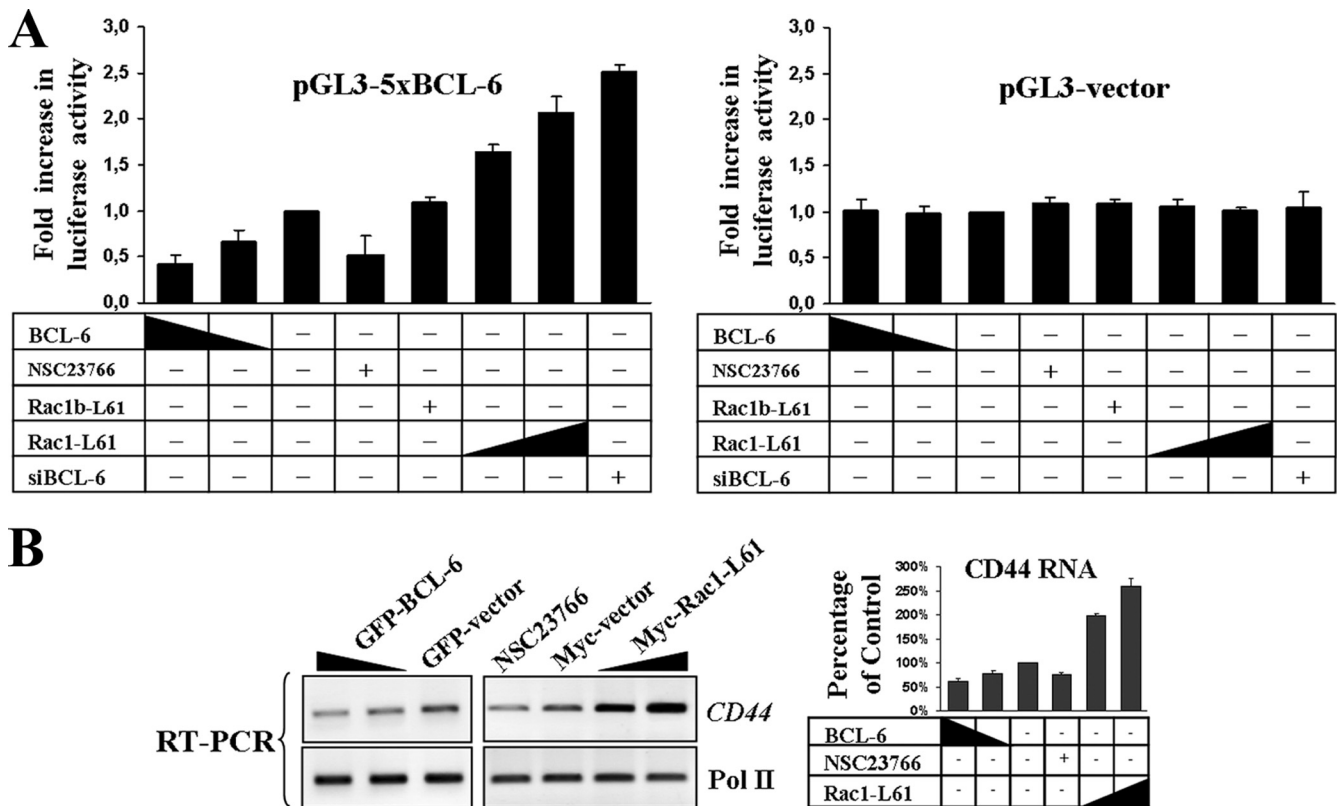 A
3,0
2,5
2,0
1,5
1,0
0,5
0,0
Fold increase in
luciferase activity
pGL3-5xBCL-6
BCL-6 – – – – – –
NSC23766 – – – + – – – –
Rac1b-L61 – – – – + – – –
Rac1-L61 – – – – – –
siBCL-6 – – – – – – – +
3,0
2,5
2,0
1,5
1,0
0,5
0,0
Fold increase in
luciferase activity
pGL3-vector
BCL-6 – – – – – –
NSC23766 – – – + – – – –
Rac1b-L61 – – – – + – – –
Rac1-L61 – – – – – –
siBCL-6 – – – – – – – +
B
GFP-BCL-6
GFP-vector
NSC23766
Myc-vector
Myc-Rac1-L61
RT-PCR
CD44
Pol II
CD44 RNA
Percentage
of Control
300%
250%
200%
150%
100%
50%
0%
BCL-6 - - - -
NSC23766 - - - + - -
Rac1-L61 - - - -